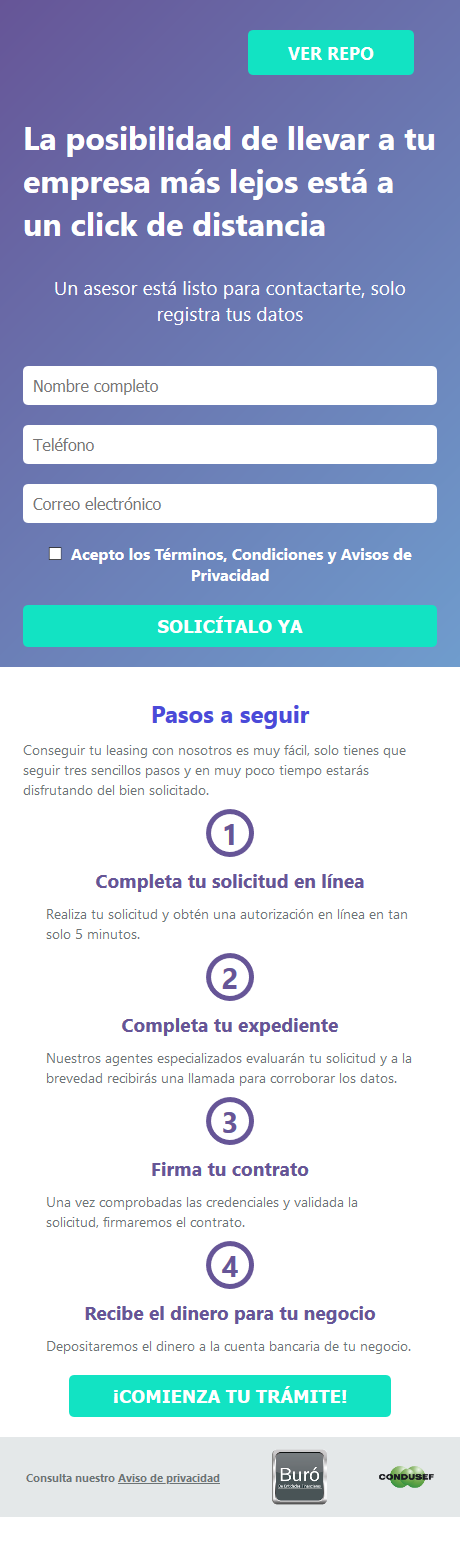 VER REPO
La posibilidad de llevar a tu
empresa más lejos está a
un click de distancia
Un asesor está listo para contactarte, solo
registra tus datos
Nombre completo
Teléfono
Correo electrónico
Acepto los Términos, Condiciones y Avisos de
Privacidad
SOLICÍTALO YA
Pasos a seguir
Conseguir tu leasing con nosotros es muy fácil, solo tienes que
seguir tres sencillos pasos y en muy poco tiempo estarás
disfrutando del bien solicitado.
1
Completa tu solicitud en línea
Realiza tu solicitud y obtén una autorización en línea en tan
solo 5 minutos.
2
Completa tu expediente
Nuestros agentes especializados evaluarán tu solicitud y a la
brevedad recibirás una llamada para corroborar los datos.
3
Firma tu contrato
Una vez comprobadas las credenciales y validada la
solicitud, firmaremos el contrato.
4
Recibe el dinero para tu negocio
Depositaremos el dinero a la cuenta bancaria de tu negocio.
¡COMIENZA TU TRÁMITE!
Consulta nuestro Aviso de privacidad
Buró
de Entidades Financieras
CONDUSEF